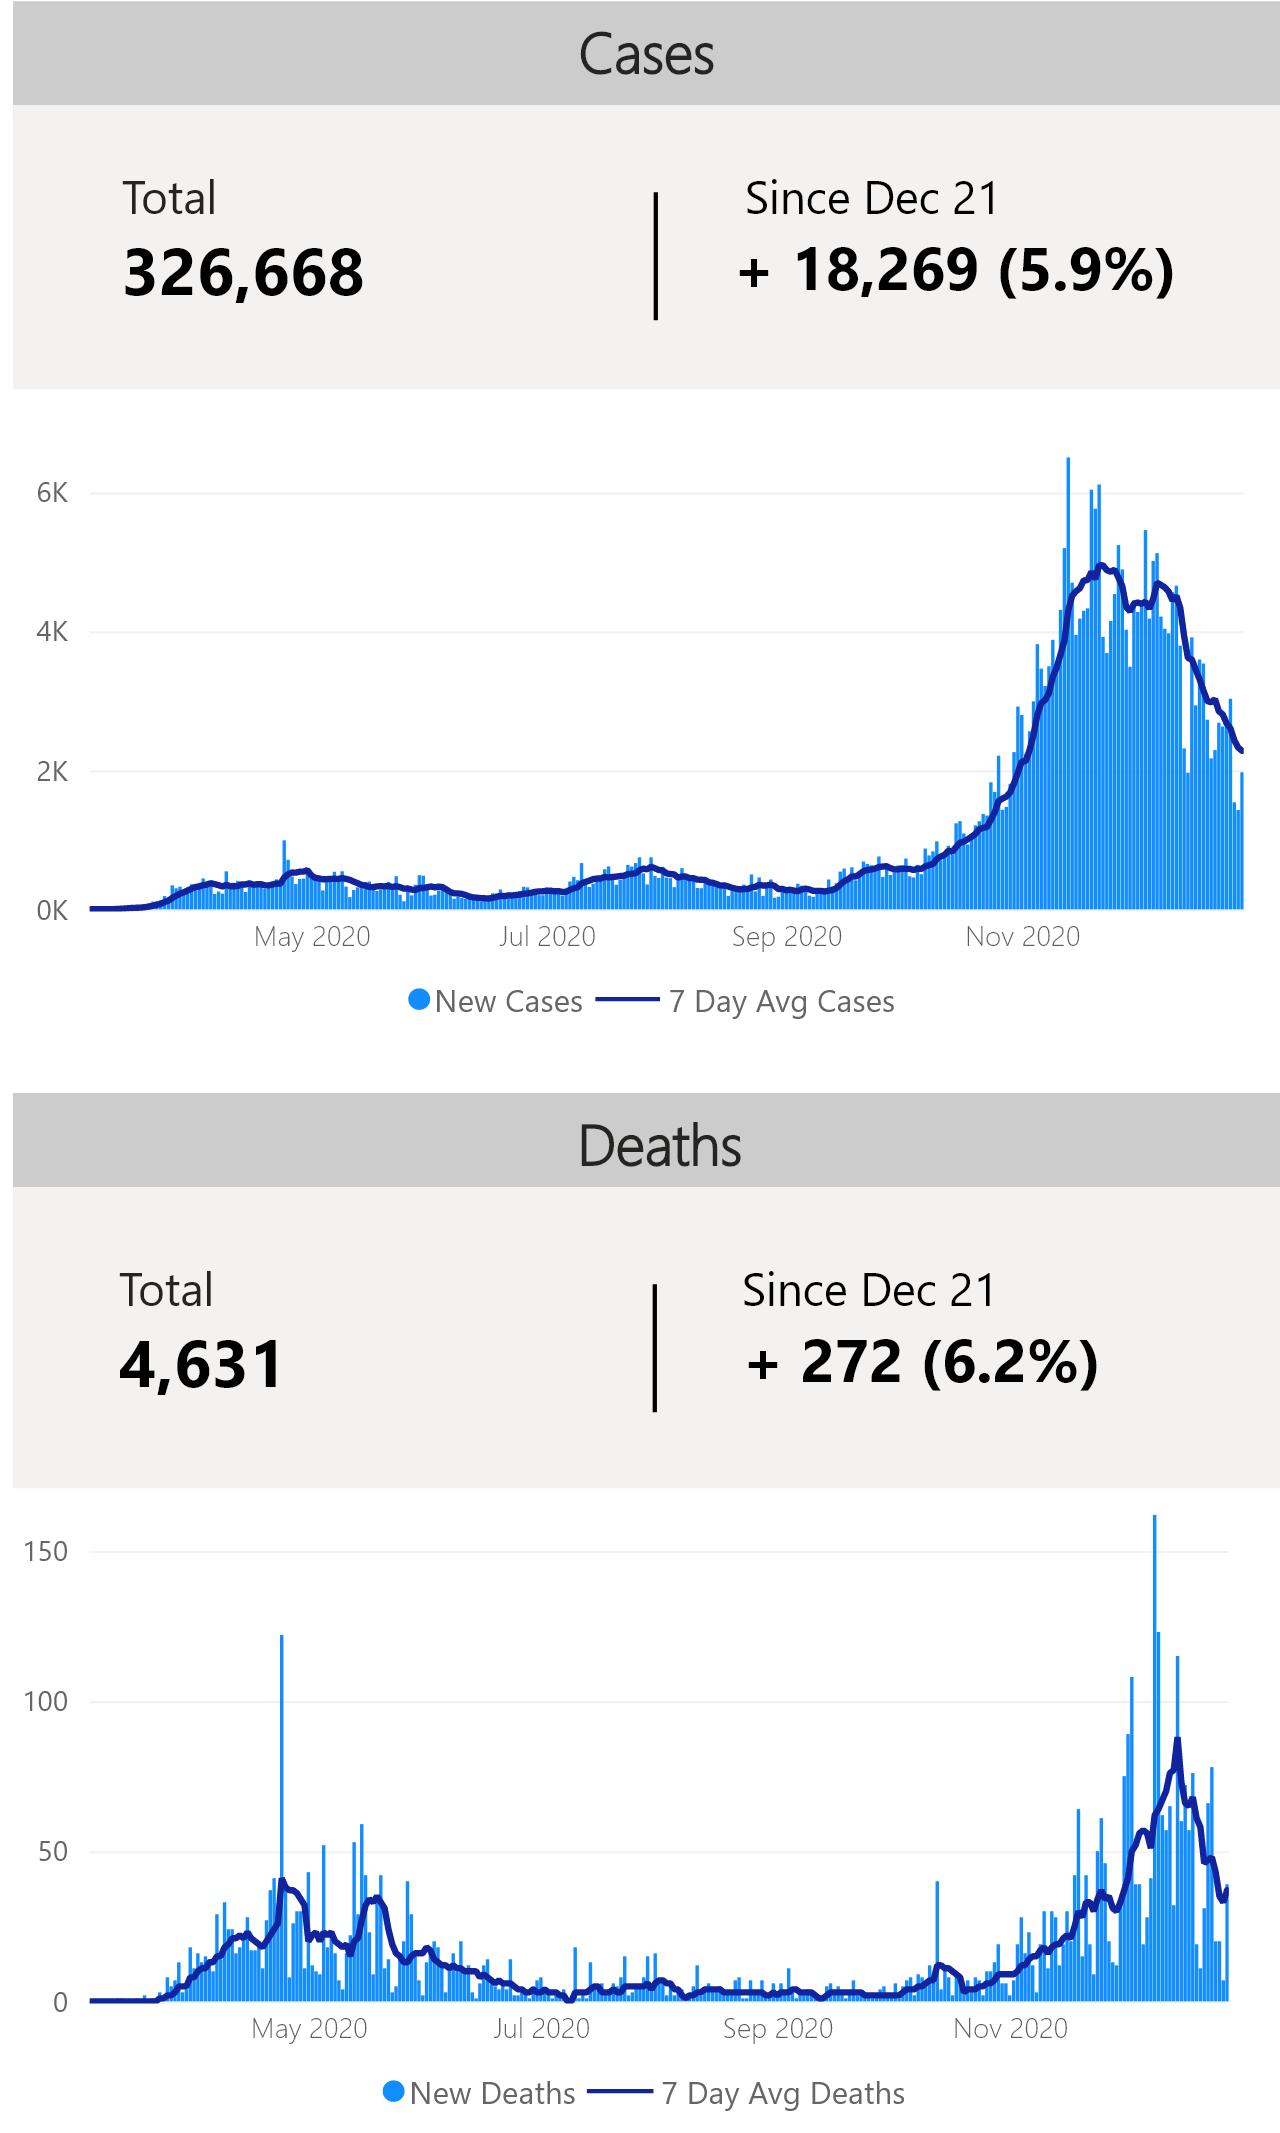 Cases
Total
Since Dec 21
326,668
+ 18,269 (5.9%)
6K
4K
2K
0K
May 2020
Jul 2020
Sep 2020
Nov 2020
New Cases
7 Day Avg Cases
Deaths
Total
Since Dec 21
4,631
+ 272 (6.2%)
150
100
50
0
May 2020
Jul 2020
Sep 2020
Nov 2020
New Deaths
7 Day Avg Deaths